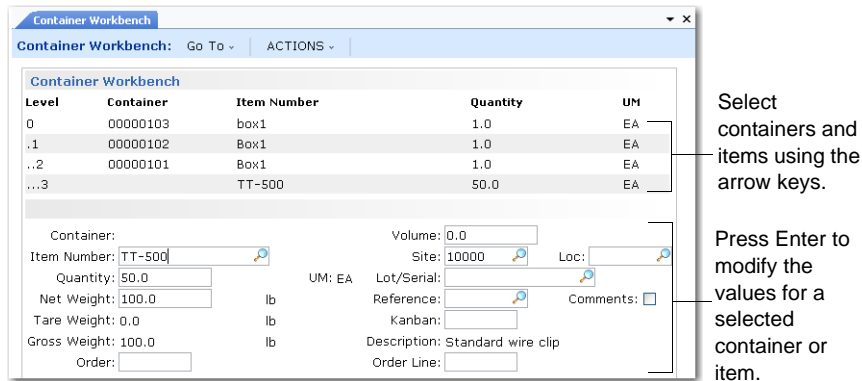 Container Workbench
Container Workbench: Go To ACTIONS
Container Workbench
Level Container Item Number Quantity UM
0 00000103 box1 1.0 EA
.1 00000102 Box1 1.0 EA
..2 00000101 Box1 1.0 EA
...3 TT-500 50.0 EA
Select
containers and
items using the
arrow keys.
Container: Volume: 0.0
Item Number: TT-500 Site: 10000 Loc:
Quantity: 50.0 UM: EA Lot/Serial:
Net Weight: 100.0 lb Reference: Comments:
Tare Weight: 0.0 lb Kanban:
Gross Weight: 100.0 lb Description: Standard wire clip
Order: Order Line:
Press Enter to
modify the
values for a
selected
container or
item.